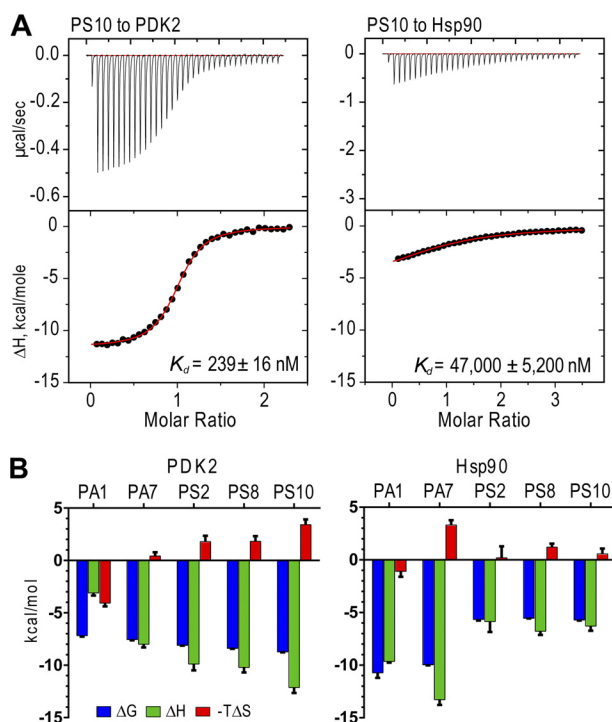 A
PS10 to PDK2
PS10 to Hsp90
0.0
-0.2
-0.4
-0.6
µcal/sec
0
-1
-2
-3
0
-5
-10
-15
ΔH, kcal/mole
Kd = 239± 16 nM
0 1 2
Molar Ratio
0
-5
-10
-15
Kd = 47,000 ± 5,200 nM
0 1 2 3
Molar Ratio
B
PDK2
PA1 PA7 PS2 PS8 PS10
Hsp90
PA1 PA7 PS2 PS8 PS10
5
0
-5
-10
-15
kcal/mol
ΔG ΔH -TΔS
5
0
-5
-10
-15